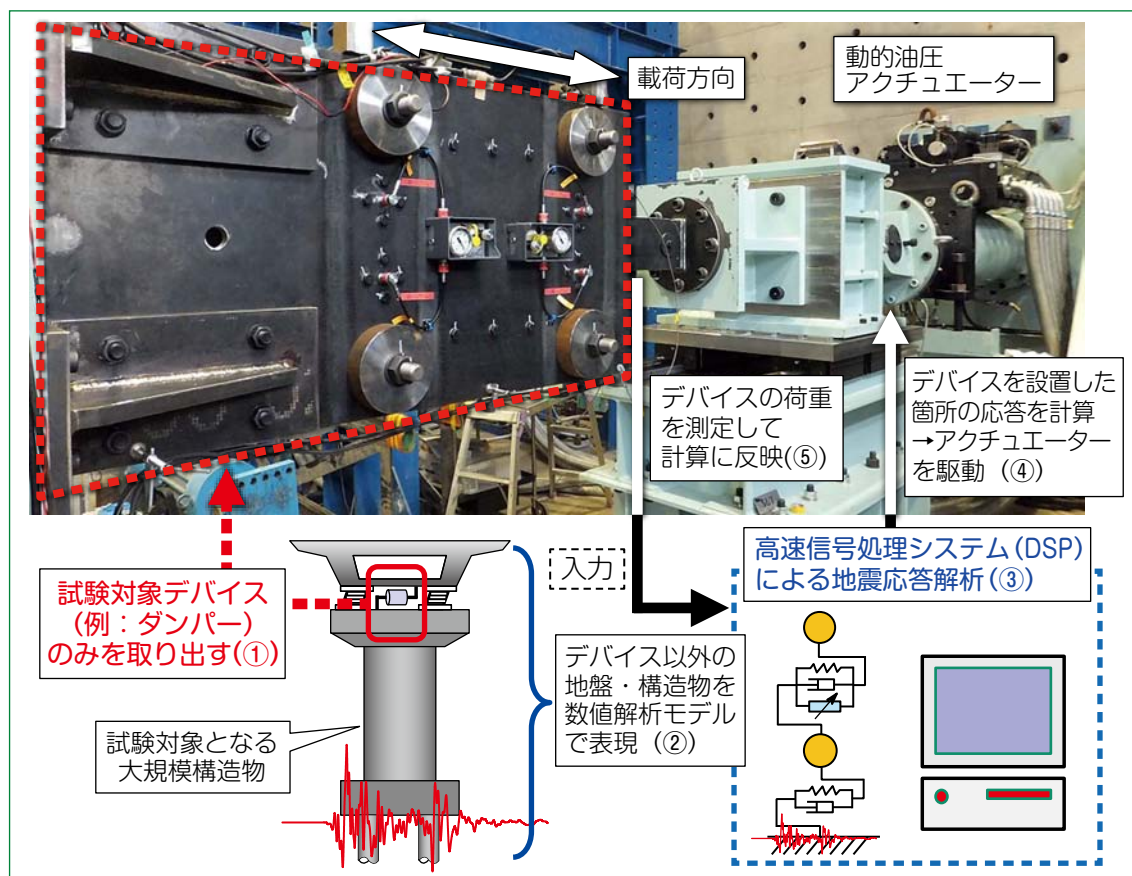 載荷方向
動的油圧
アクチュエーター
デバイスの荷重
を測定して
計算に反映(⑤)
デバイスを設置した
箇所の応答を計算
→アクチュエーター
を駆動（④）
試験対象デバイス
（例：ダンパー）
のみを取り出す(①)
入力
高速信号処理システム(DSP)
による地震応答解析(③)
デバイス以外の
地盤・構造物を
数値解析モデル
で表現（②）
試験対象となる
大規模構造物